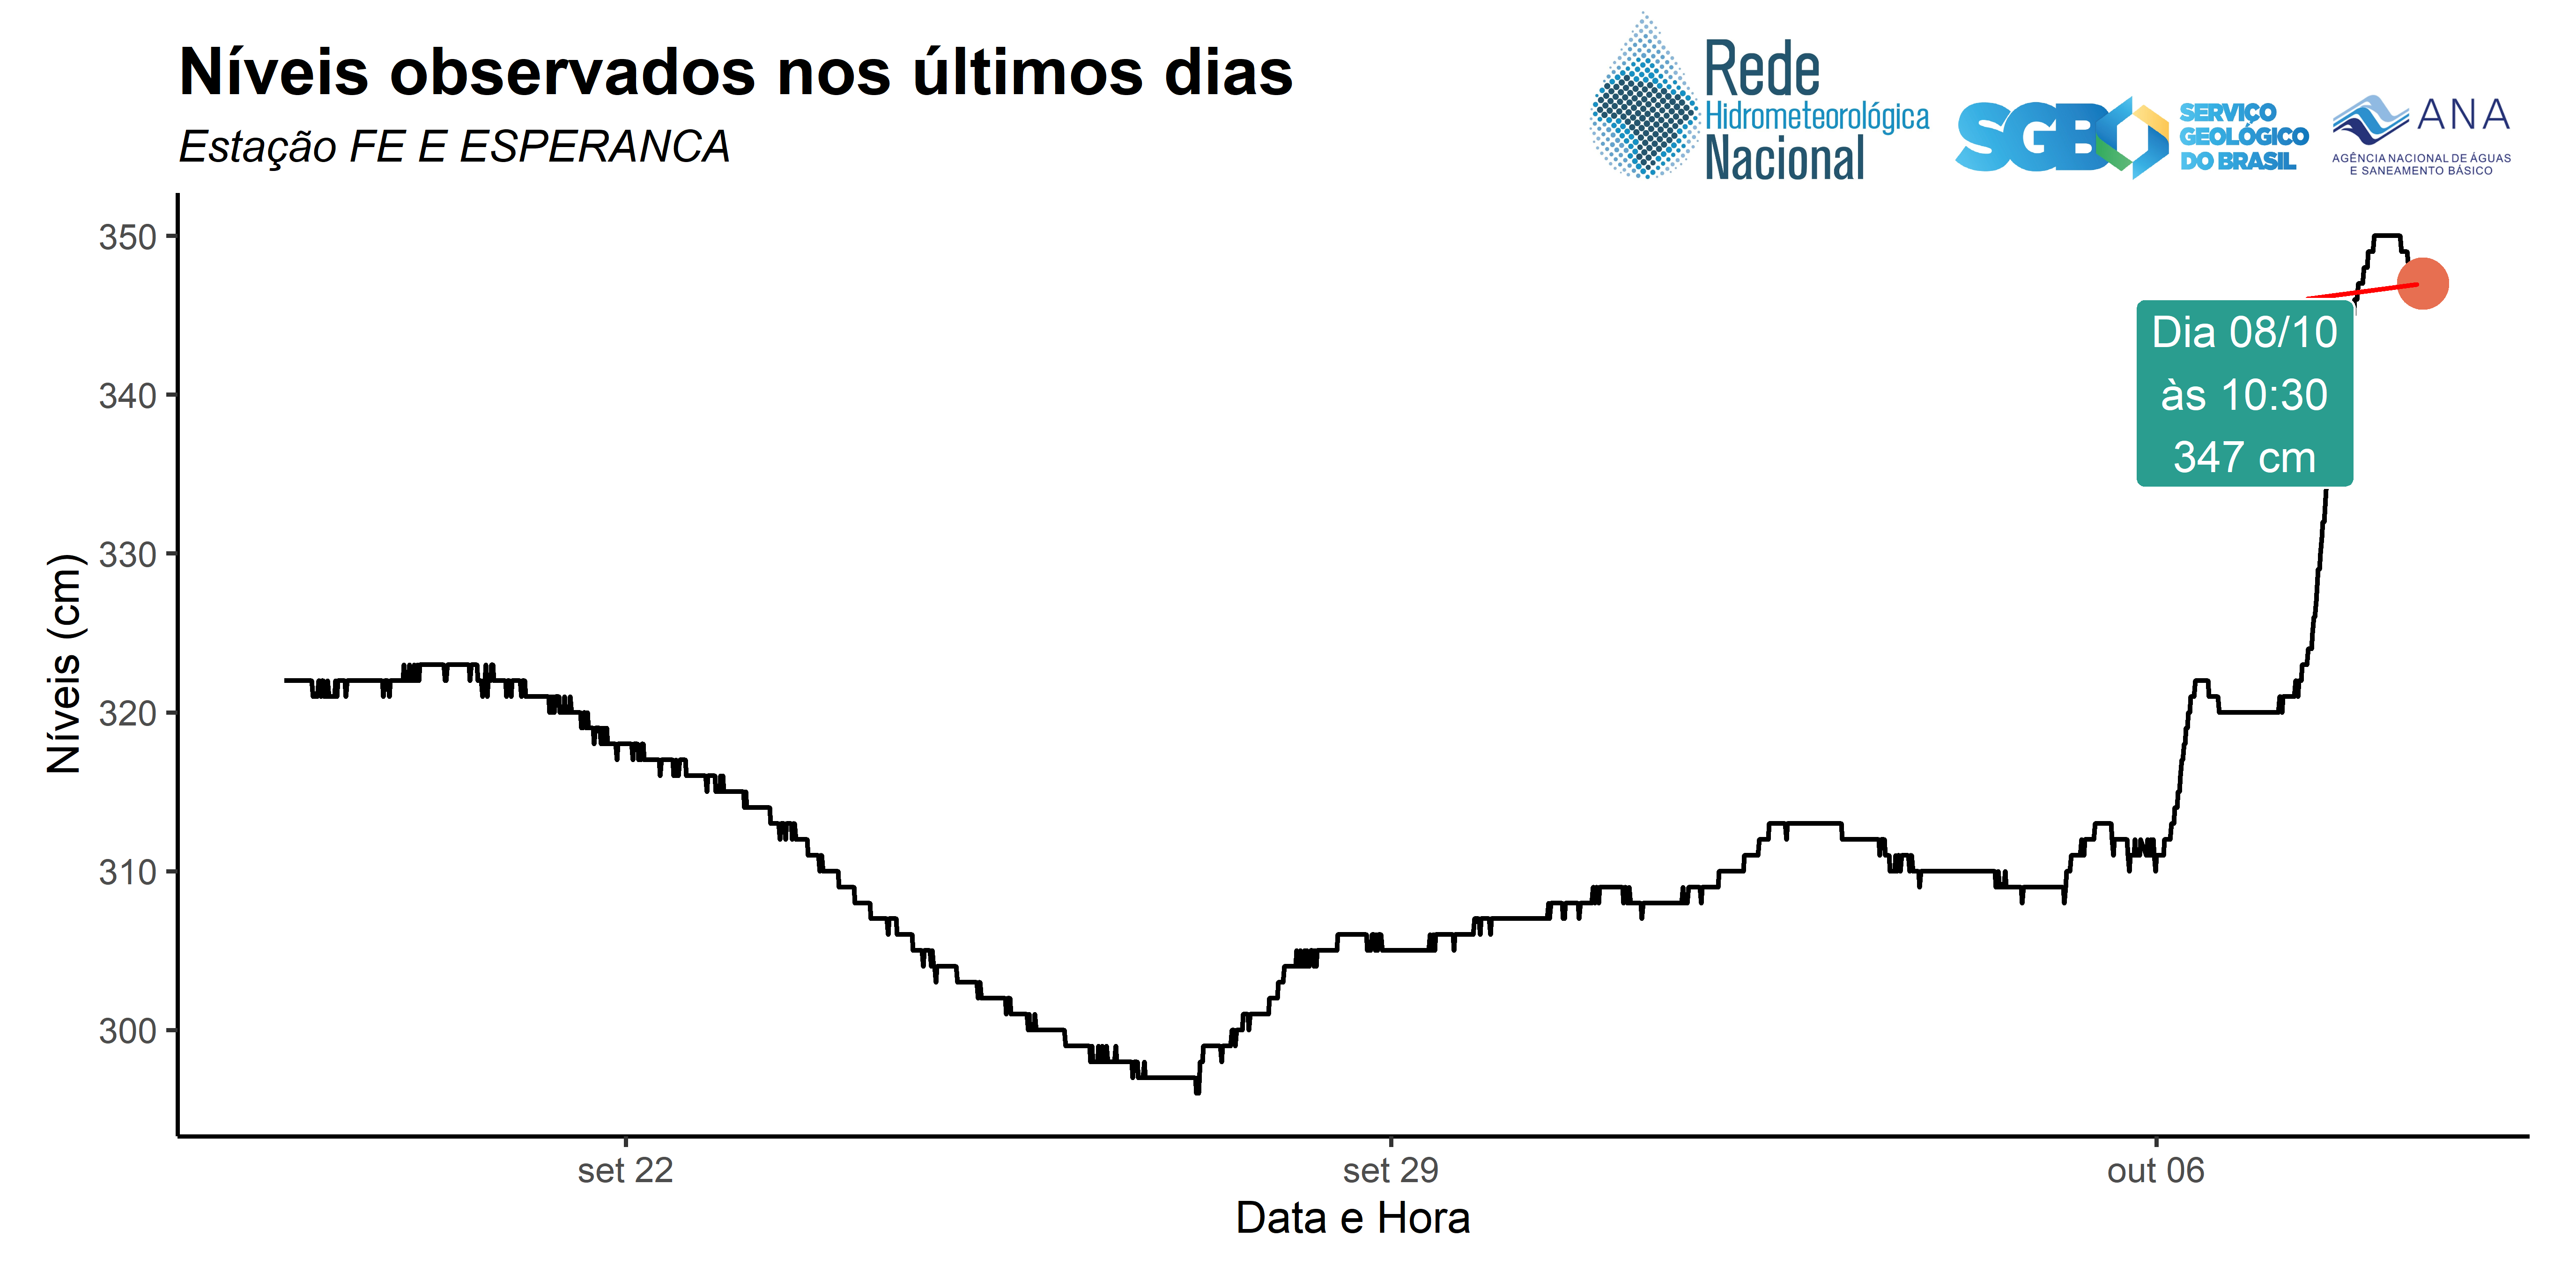 Níveis observados nos últimos dias
Estação FE E ESPERANCA
Rede
Hidrometeorológica
Nacional
SGB
SERVIÇO
GEOLÓGICO
DO BRASIL
ANA
AGÊNCIA NACIONAL DE ÁGUAS
E SANEAMENTO BÁSICO
Níveis (cm)
350
340
330
320
310
300
Dia 08/10
às 10:30
347 cm
set 22
set 29
out 06
Data e Hora